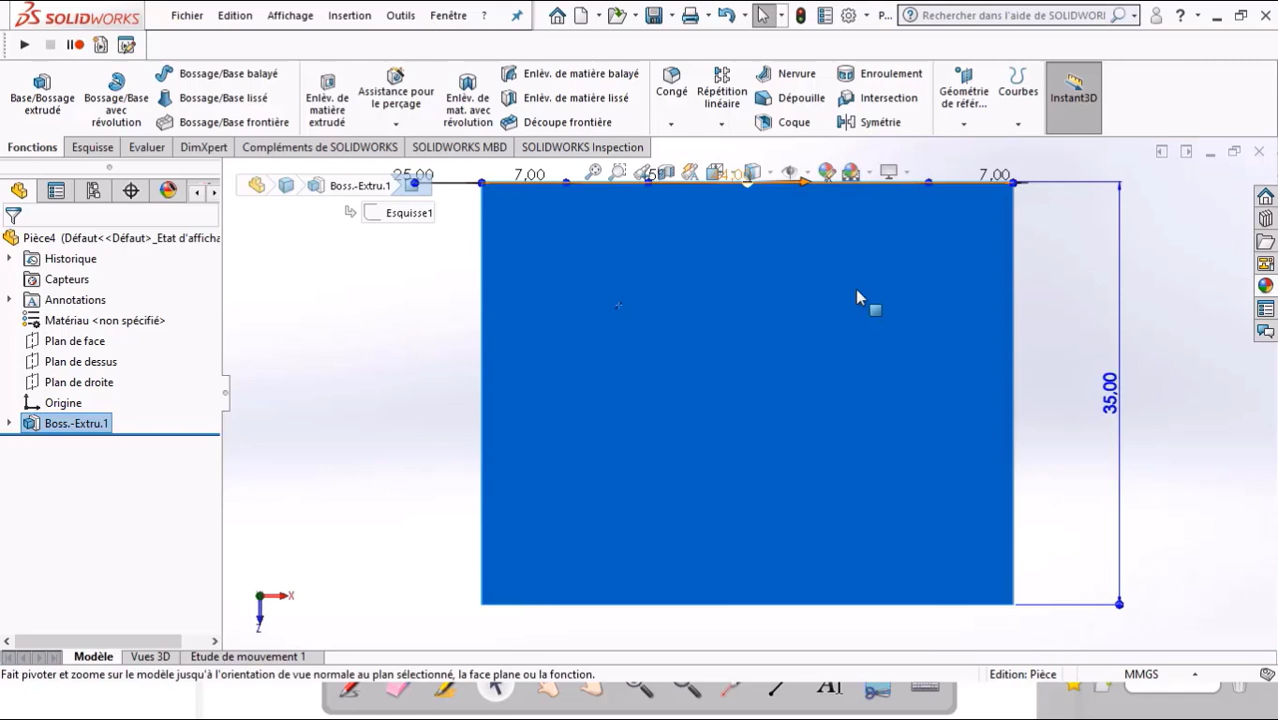 SOLIDWORKS Fichier Edition Affichage Insertion Outils Fenêtre ? P... Rechercher dans l'aide de SOLIDWORI ?
Base/Bossage extrudé
Bossage/Base avec révolution
Bossage/Base balayé
Bossage/Base lissé
Bossage/Base frontière
Enlèv. de matière extrudé
Assistance pour le perçage
Enlèv. de mat. avec révolution
Enlèv. de matière balayé
Enlèv. de matière lissé
Découpe frontière
Congé
Répétition linéaire
Nervure
Dépouille
Coque
Enroulement
Intersection
Symétrie
Géométrie de référ...
Courbes
Instant3D
Fonctions Esquisse Evaluer DimXpert Compléments de SOLIDWORKS SOLIDWORKS MBD SOLIDWORKS Inspection
25,00 7,00 7,00
Boss.-Extru.1
Esquisse1
Pièce4 (Défaut<<Défaut>_Etat d'afficha
Historique
Capteurs
Annotations
Matériau <non spécifié>
Plan de face
Plan de dessus
Plan de droite
Origine
Boss.-Extru.1
35,00
X
Z
Modèle Vues 3D Etude de mouvement 1
Fait pivoter et zoome sur le modèle jusqu'à l'orientation de vue normale au plan sélectionné, la face plane ou la fonction. Edition: Pièce MMGS